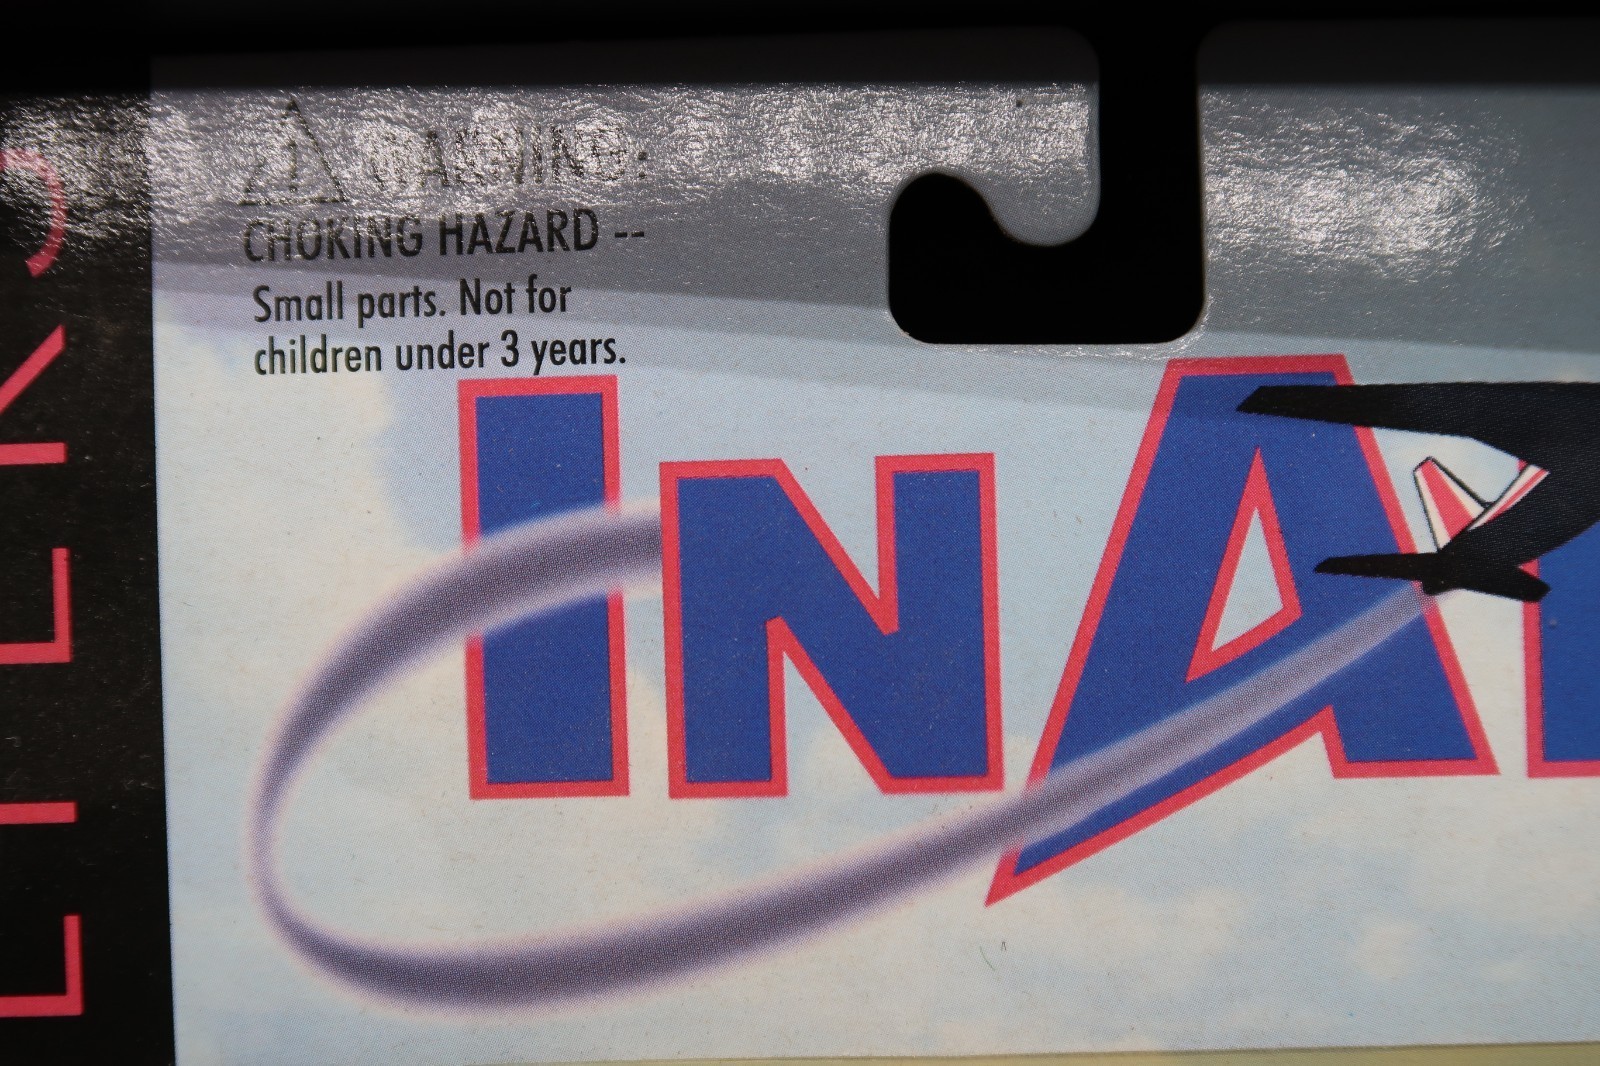 WARNING:
CHOKING HAZARD --
Small parts. Not for
children under 3 years.
INA